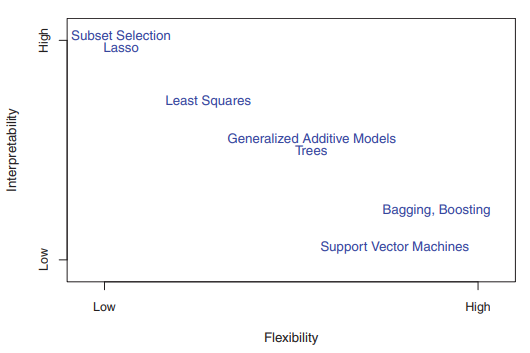 High
Subset Selection
Lasso
Least Squares
Generalized Additive Models
Trees
Interpretability
Bagging, Boosting
Support Vector Machines
Low
Low
High
Flexibility